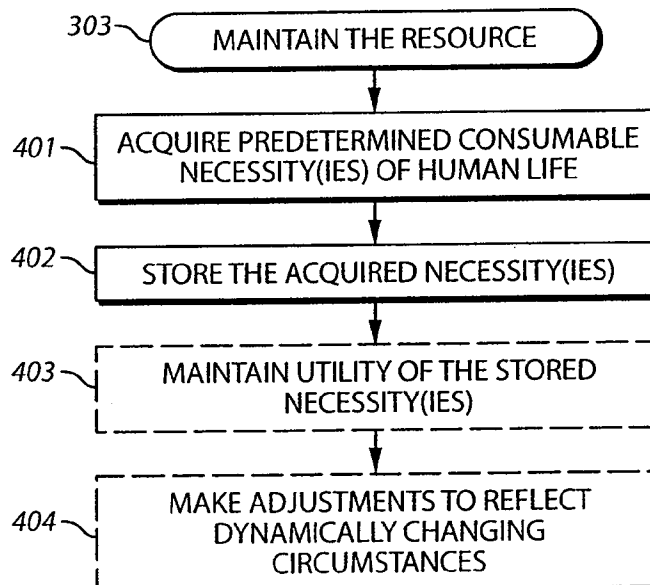 303
MAINTAIN THE RESOURCE
401
ACQUIRE PREDETERMINED CONSUMABLE
NECESSITY(IES) OF HUMAN LIFE
402
STORE THE ACQUIRED NECESSITY(IES)
403
MAINTAIN UTILITY OF THE STORED
NECESSITY(IES)
404
MAKE ADJUSTMENTS TO REFLECT
DYNAMICALLY CHANGING
CIRCUMSTANCES